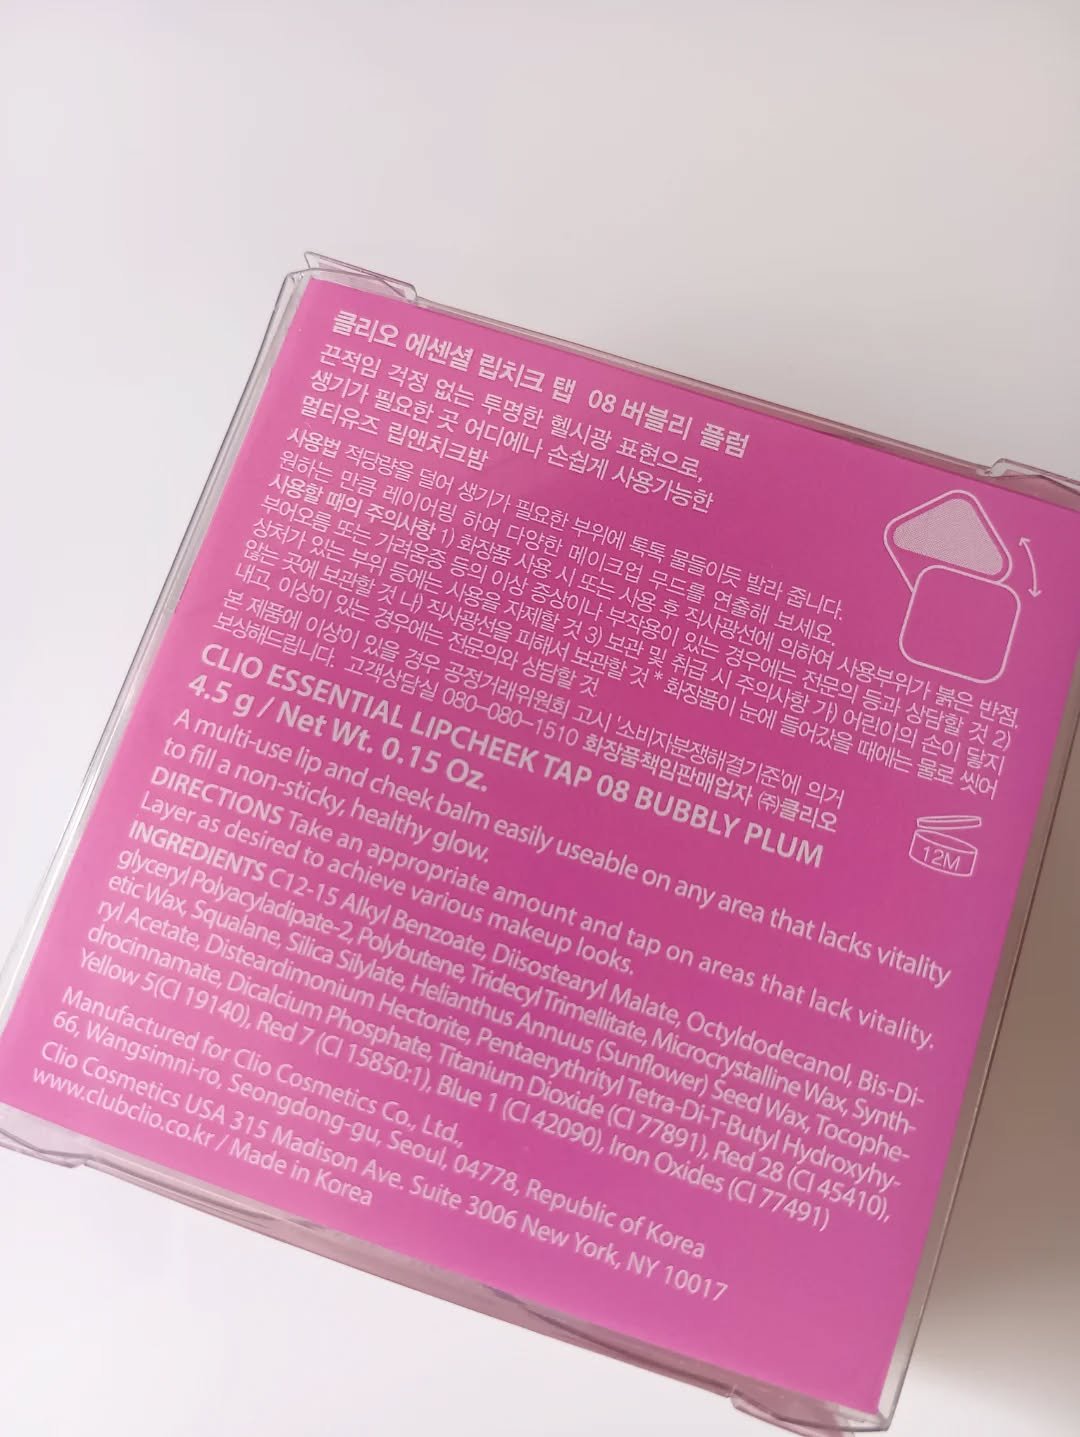 클리오 에센셜 립치크 탭 08 버블리 플럼
끈적임 걱정 없는 투명한 헬시광 표현으로,
생기가 필요한 곳 어디에나 손쉽게 사용가능한
멀티유즈 립앤치크밤
사용법 적당량을 덜어 생기가 필요한 부위에 톡톡 물들이듯 발라 줍니다.
원하는 만큼 레이어링 하여 다양한 메이크업 무드를 연출해 보세요.
사용할 때의 주의사항 1) 화장품 사용 시 또는 사용 후 직사광선에 의하여 사용부위가 붉은 반점,
부어오름 또는 가려움증 등의 이상 증상이나 부작용이 있는 경우에는 전문의 등과 상담할 것 2)
상처가 있는 부위 등에는 사용을 자제할 것 3) 보관 및 취급 시 주의사항 가) 어린이의 손이 닿지
않는 곳에 보관할 것 나) 직사광선을 피해서 보관할 것 * 화장품이 눈에 들어갔을 때에는 물로 씻어
내고, 이상이 있는 경우에는 전문의와 상담할 것
본 제품에 이상이 있을 경우 공정거래위원회 고시 '소비자분쟁해결기준'에 의거
보상해드립니다. 고객상담실 080-080-1510 화장품책임판매업자 ㈜클리오
CLIO ESSENTIAL LIPCHEEK TAP 08 BUBBLY PLUM
4.5 g / Net Wt. 0.15 Oz.
12M
A multi-use lip and cheek balm easily useable on any area that lacks vitality
to fill a non-sticky, healthy glow.
DIRECTIONS Take an appropriate amount and tap on areas that lack vitality.
Layer as desired to achieve various makeup looks.
INGREDIENTS C12-15 Alkyl Benzoate, Diisostearyl Malate, Octyldodecanol, Bis-Di-
glyceryl Polyacyladipate-2, Polybutene, Tridecyl Trimellitate, Microcrystalline Wax, Synth-
etic Wax, Squalane, Silica Silylate, Helianthus Annuus (Sunflower) Seed Wax, Tocophe-
ryl Acetate, Disteardimonium Hectorite, Pentaerythrityl Tetra-Di-T-Butyl Hydroxyhy-
drocinnamate, Dicalcium Phosphate, Titanium Dioxide (CI 77891), Red 28 (CI 45410),
Yellow 5(CI 19140), Red 7 (CI 15850:1), Blue 1 (CI 42090), Iron Oxides (CI 77491)
Manufactured for Clio Cosmetics Co., Ltd.,
66, Wangsimni-ro, Seongdong-gu, Seoul, 04778, Republic of Korea
Clio Cosmetics USA 315 Madison Ave. Suite 3006 New York, NY 10017
www.clubclio.co.kr / Made in Korea